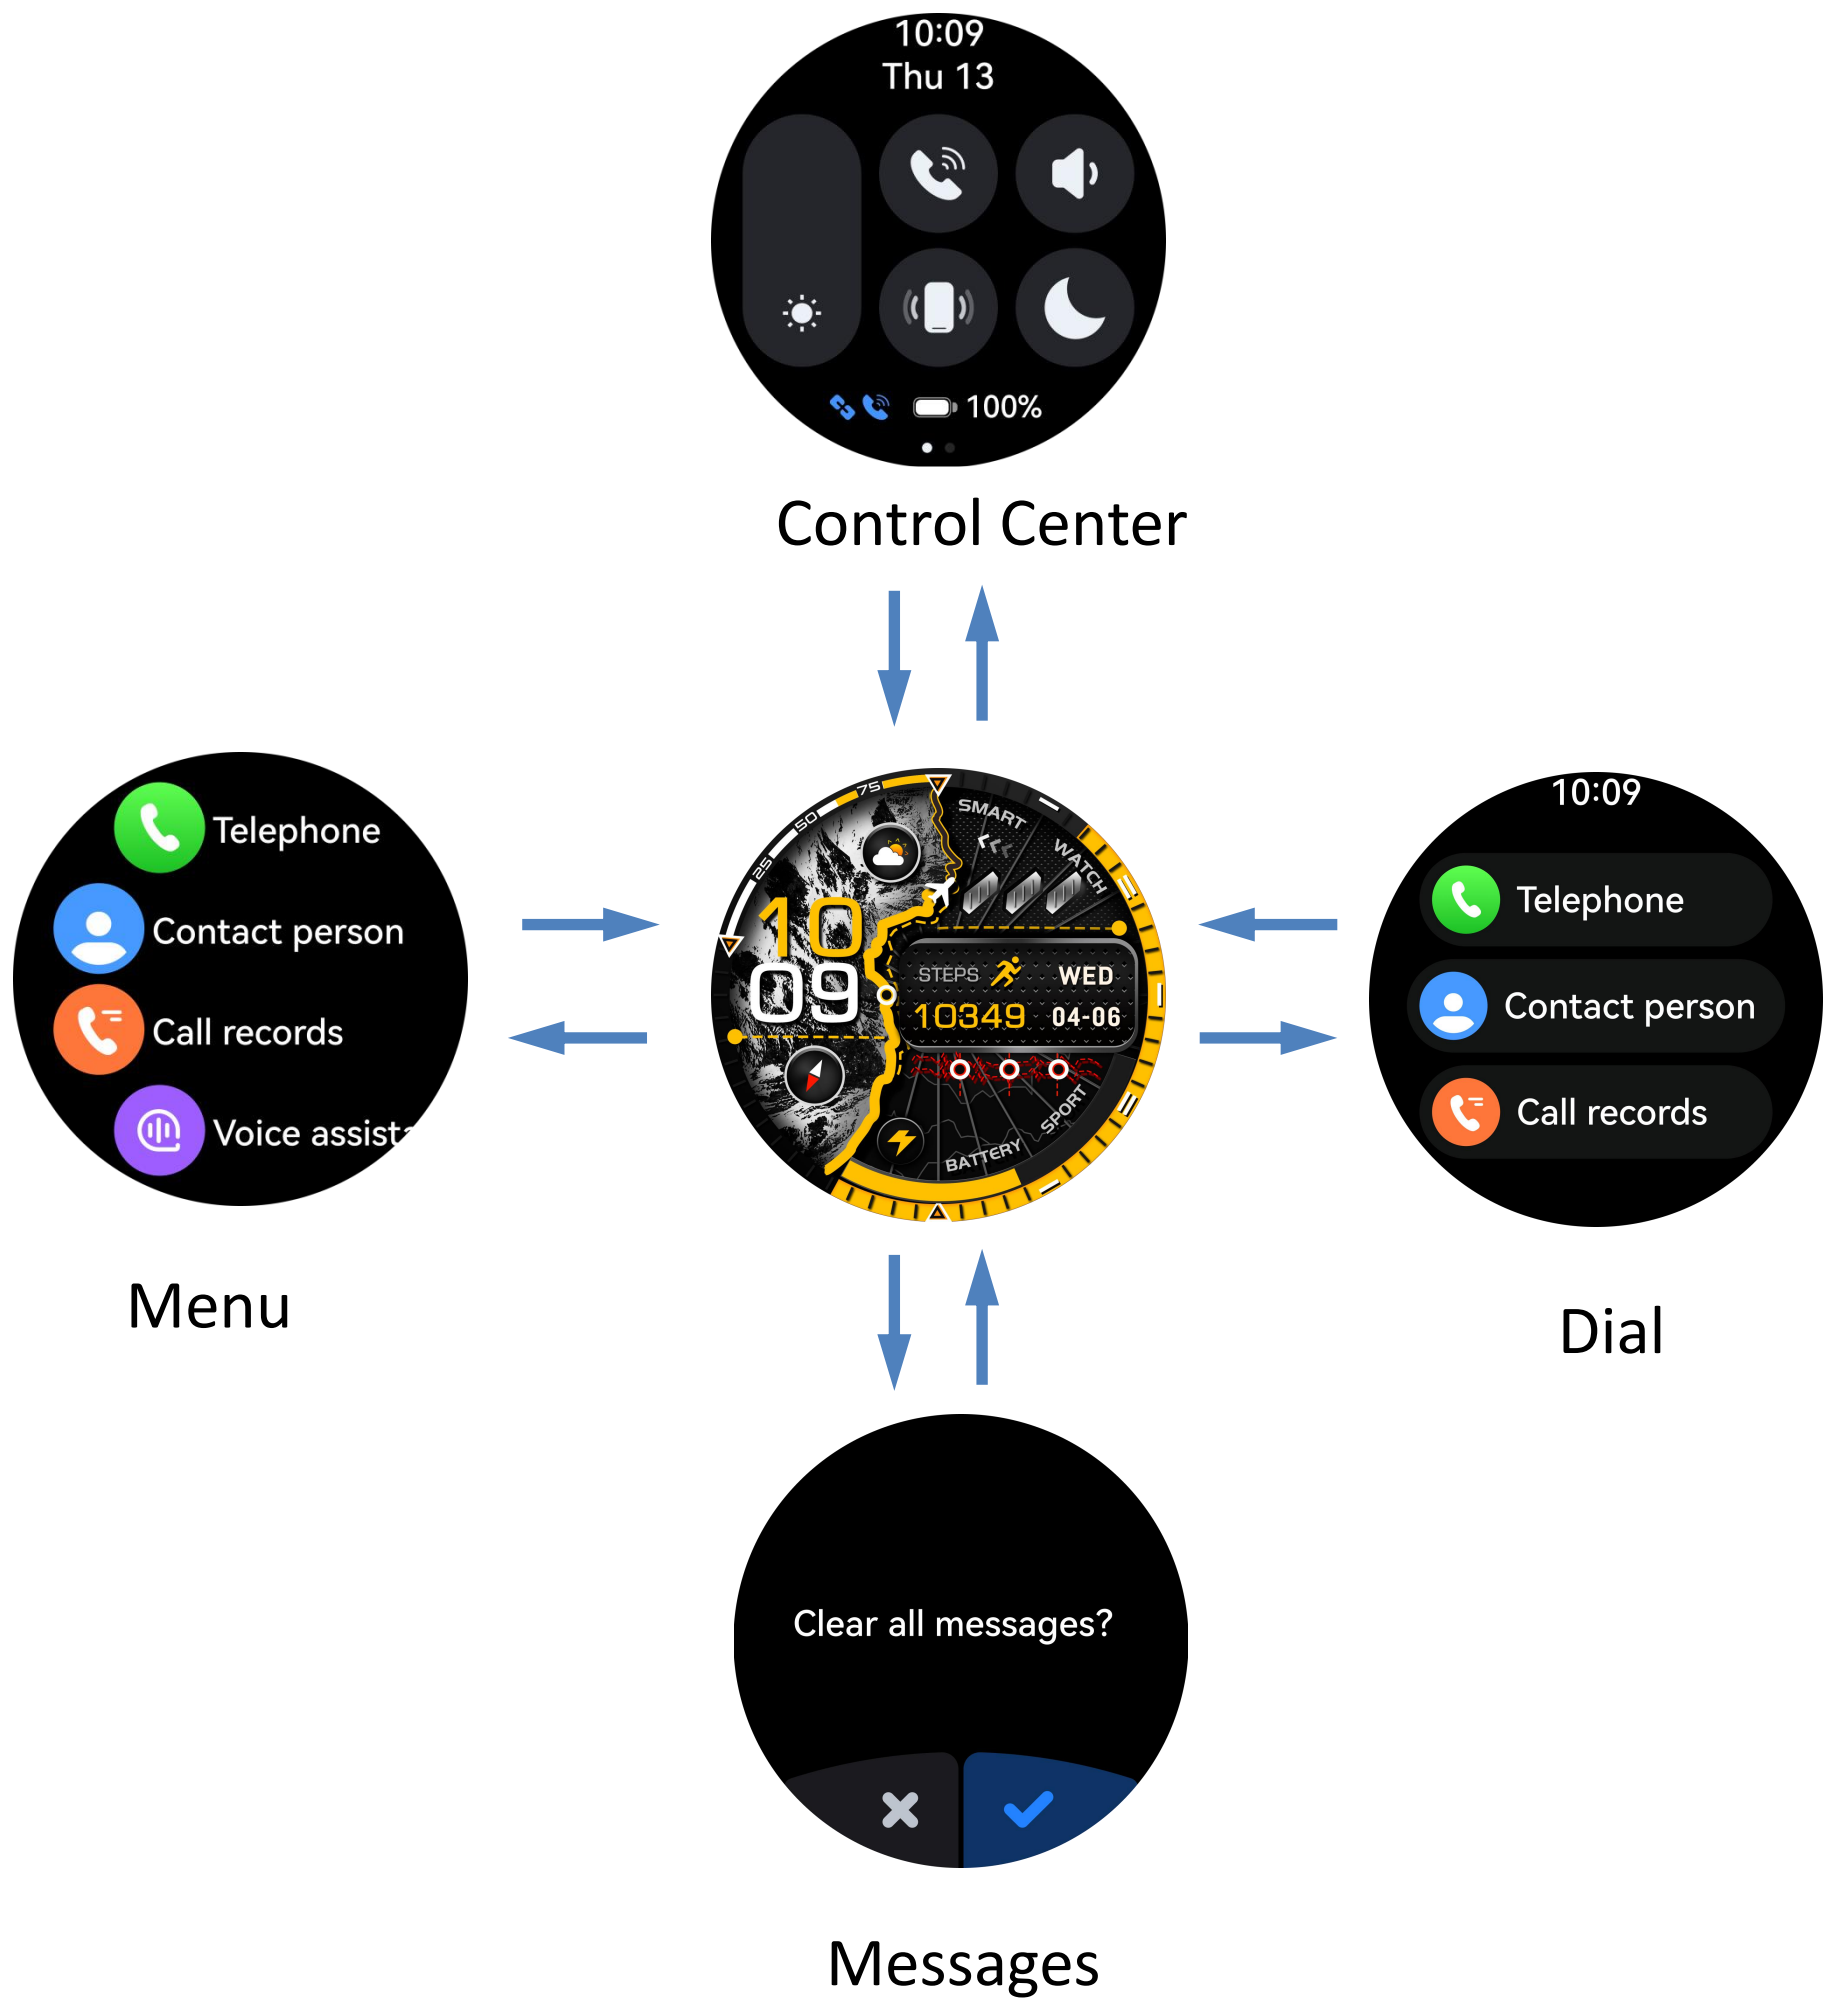 10:09
Thu 13
100%
Control Center
Telephone
Contact person
Call records
Voice assist
Menu
25
50
75
SMART
WATCH
10
09
STEPS
WED
10349
04-06
SPORT
BATTERY
10:09
Telephone
Contact person
Call records
Dial
Clear all messages?
Messages